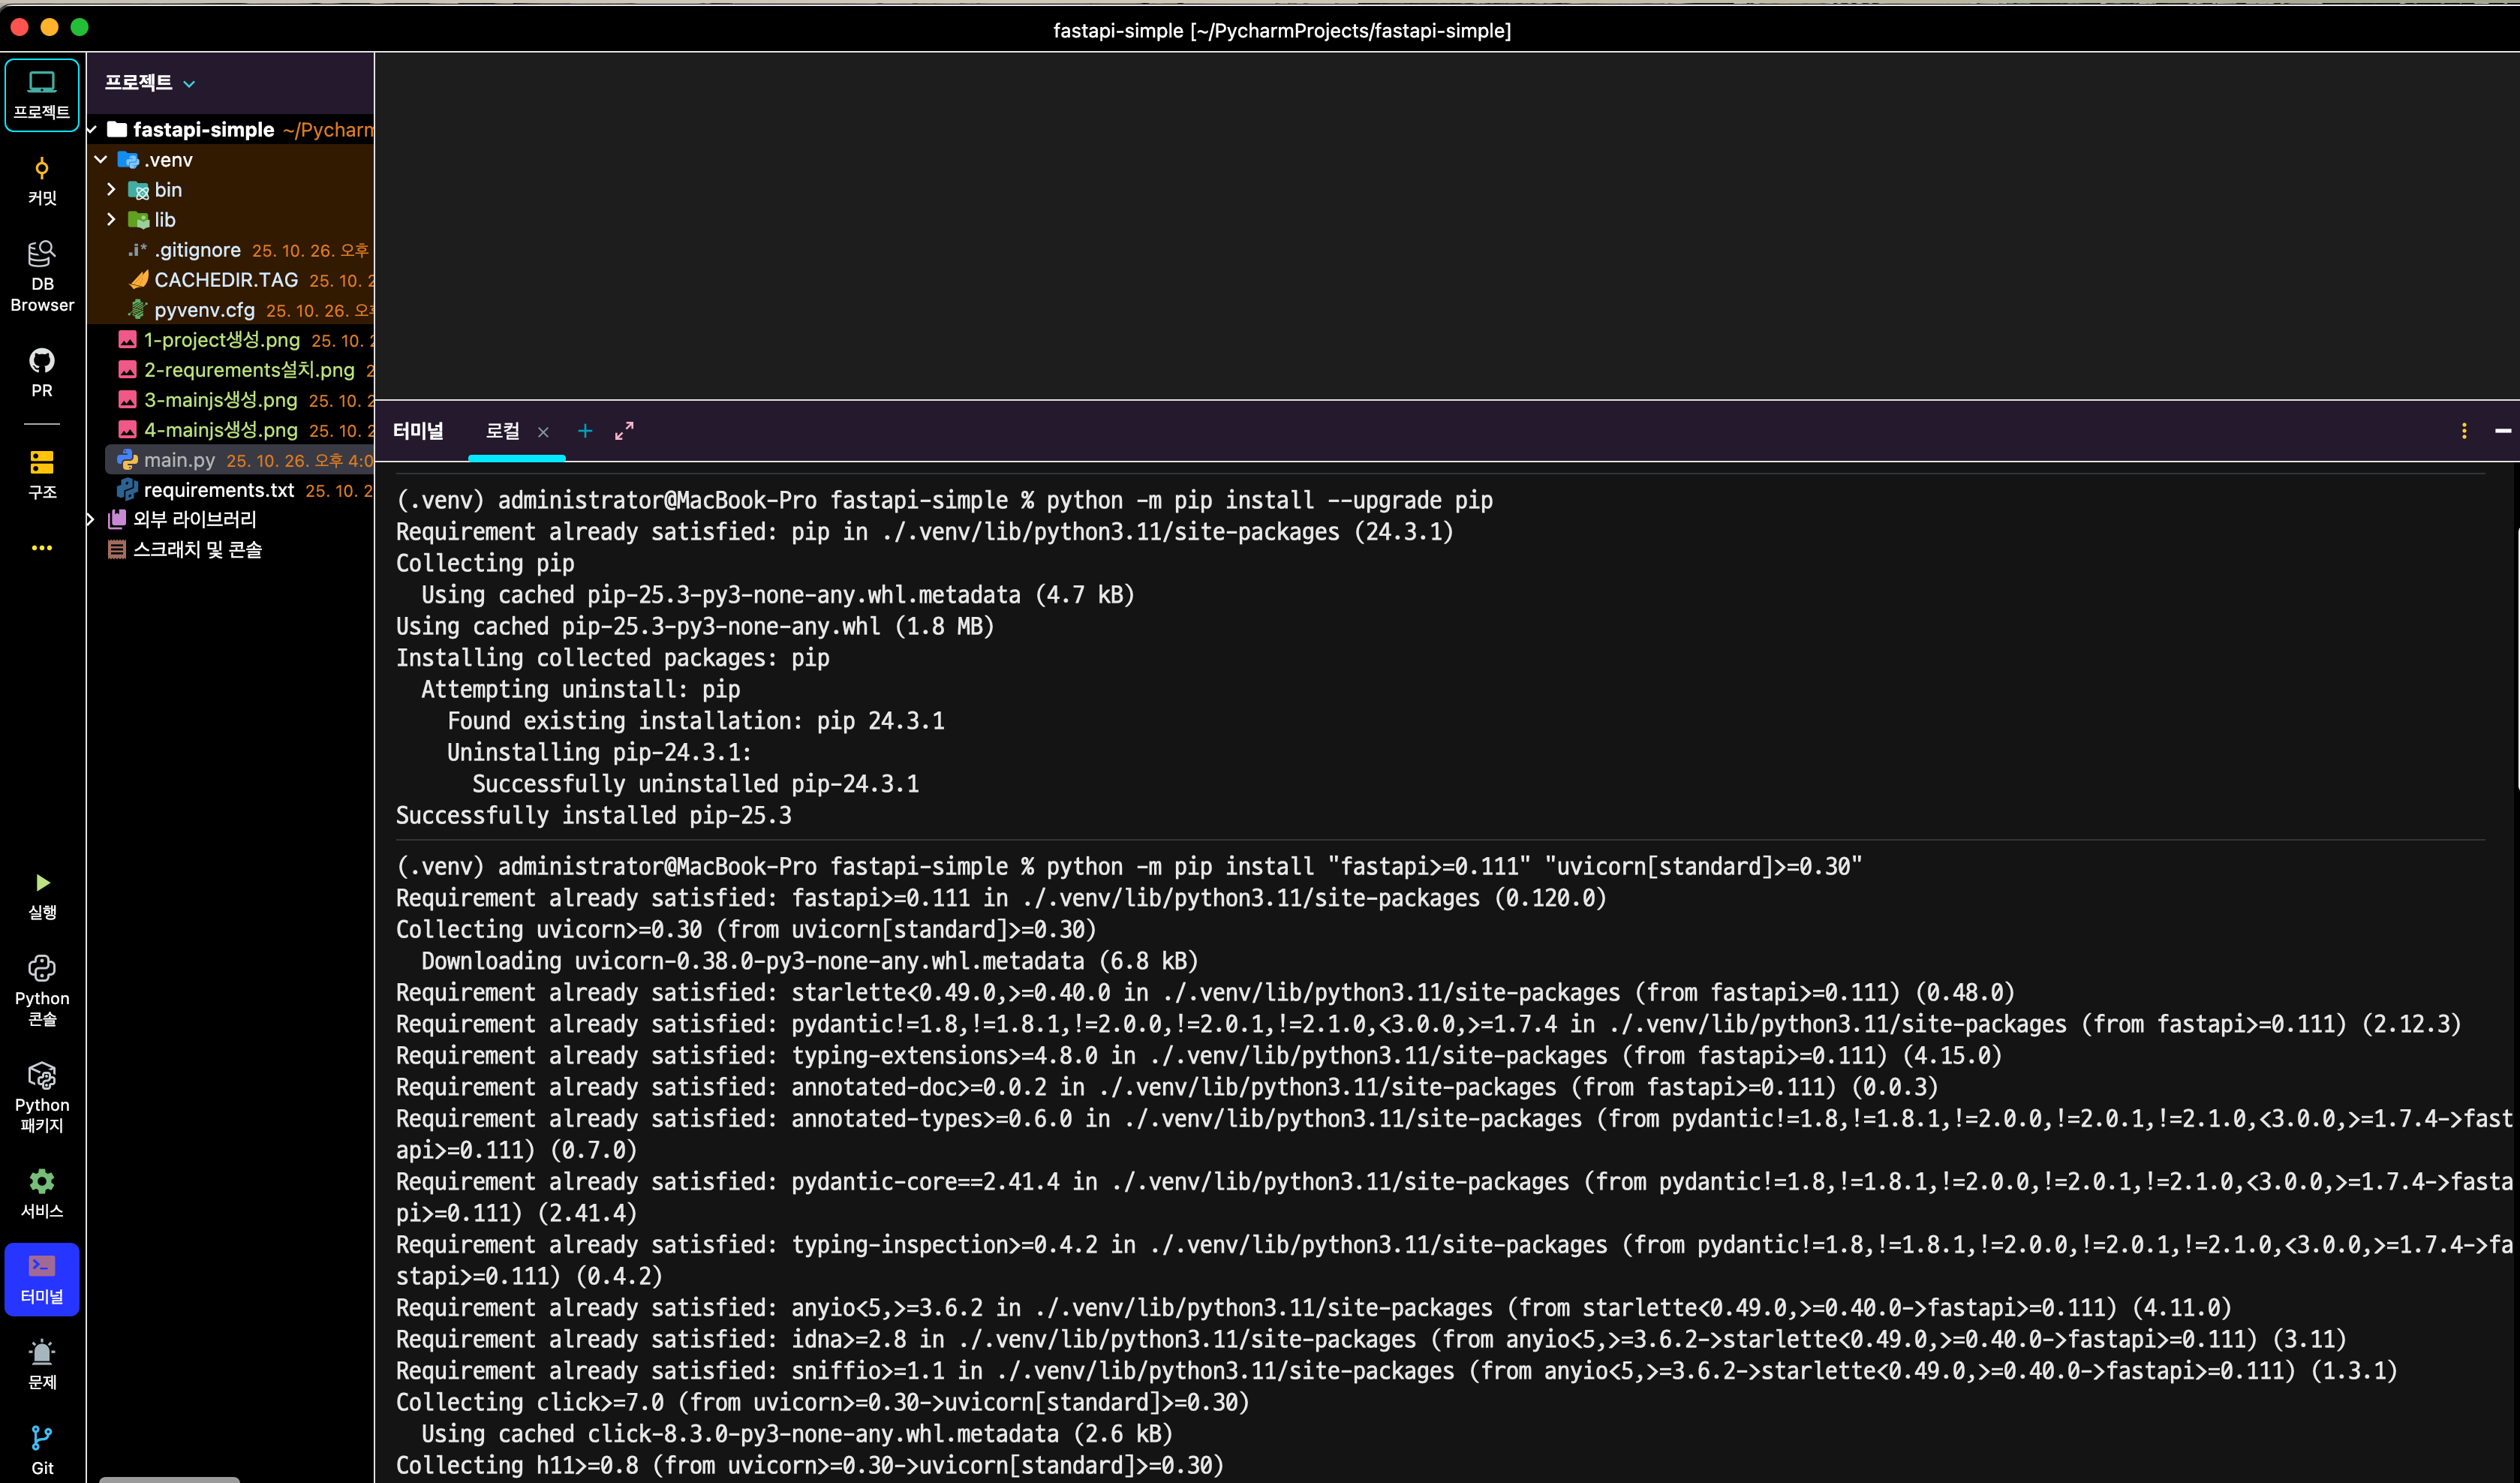 fastapi-simple [~/PycharmProjects/fastapi-simple]
프로젝트
커밋
DB
Browser
PR
구조
실행
Python
콘솔
Python
패키지
서비스
터미널
문제
Git
프로젝트
fastapi-simple ~/Pycharm
.venv
bin
lib
.gitignore 25. 10. 26. 오후
CACHEDIR.TAG 25. 10. 2
pyvenv.cfg 25. 10. 26. 오후
1-project생성.png 25. 10. 2
2-requrements설치.png 2
3-mainjs생성.png 25. 10. 2
4-mainjs생성.png 25. 10. 2
main.py 25. 10. 26. 오후 4:0
requirements.txt 25. 10. 2
외부 라이브러리
스크래치 및 콘솔
터미널 로컬
(.venv) administrator@MacBook-Pro fastapi-simple % python -m pip install --upgrade pip
Requirement already satisfied: pip in ./.venv/lib/python3.11/site-packages (24.3.1)
Collecting pip
Using cached pip-25.3-py3-none-any.whl.metadata (4.7 kB)
Using cached pip-25.3-py3-none-any.whl (1.8 MB)
Installing collected packages: pip
Attempting uninstall: pip
Found existing installation: pip 24.3.1
Uninstalling pip-24.3.1:
Successfully uninstalled pip-24.3.1
Successfully installed pip-25.3
(.venv) administrator@MacBook-Pro fastapi-simple % python -m pip install "fastapi>=0.111" "uvicorn[standard]>=0.30"
Requirement already satisfied: fastapi>=0.111 in ./.venv/lib/python3.11/site-packages (0.120.0)
Collecting uvicorn>=0.30 (from uvicorn[standard]>=0.30)
Downloading uvicorn-0.38.0-py3-none-any.whl.metadata (6.8 kB)
Requirement already satisfied: starlette<0.49.0,>=0.40.0 in ./.venv/lib/python3.11/site-packages (from fastapi>=0.111) (0.48.0)
Requirement already satisfied: pydantic!=1.8,!=1.8.1,!=2.0.0,!=2.0.1,!=2.1.0,<3.0.0,>=1.7.4 in ./.venv/lib/python3.11/site-packages (from fastapi>=0.111) (2.12.3)
Requirement already satisfied: typing-extensions>=4.8.0 in ./.venv/lib/python3.11/site-packages (from fastapi>=0.111) (4.15.0)
Requirement already satisfied: annotated-doc>=0.0.2 in ./.venv/lib/python3.11/site-packages (from fastapi>=0.111) (0.0.3)
Requirement already satisfied: annotated-types>=0.6.0 in ./.venv/lib/python3.11/site-packages (from pydantic!=1.8,!=1.8.1,!=2.0.0,!=2.0.1,!=2.1.0,<3.0.0,>=1.7.4->fast
api>=0.111) (0.7.0)
Requirement already satisfied: pydantic-core==2.41.4 in ./.venv/lib/python3.11/site-packages (from pydantic!=1.8,!=1.8.1,!=2.0.0,!=2.0.1,!=2.1.0,<3.0.0,>=1.7.4->fasta
pi>=0.111) (2.41.4)
Requirement already satisfied: typing-inspection>=0.4.2 in ./.venv/lib/python3.11/site-packages (from pydantic!=1.8,!=1.8.1,!=2.0.0,!=2.0.1,!=2.1.0,<3.0.0,>=1.7.4->fa
stapi>=0.111) (0.4.2)
Requirement already satisfied: anyio<5,>=3.6.2 in ./.venv/lib/python3.11/site-packages (from starlette<0.49.0,>=0.40.0->fastapi>=0.111) (4.11.0)
Requirement already satisfied: idna>=2.8 in ./.venv/lib/python3.11/site-packages (from anyio<5,>=3.6.2->starlette<0.49.0,>=0.40.0->fastapi>=0.111) (3.11)
Requirement already satisfied: sniffio>=1.1 in ./.venv/lib/python3.11/site-packages (from anyio<5,>=3.6.2->starlette<0.49.0,>=0.40.0->fastapi>=0.111) (1.3.1)
Collecting click>=7.0 (from uvicorn>=0.30->uvicorn[standard]>=0.30)
Using cached click-8.3.0-py3-none-any.whl.metadata (2.6 kB)
Collecting h11>=0.8 (from uvicorn>=0.30->uvicorn[standard]>=0.30)